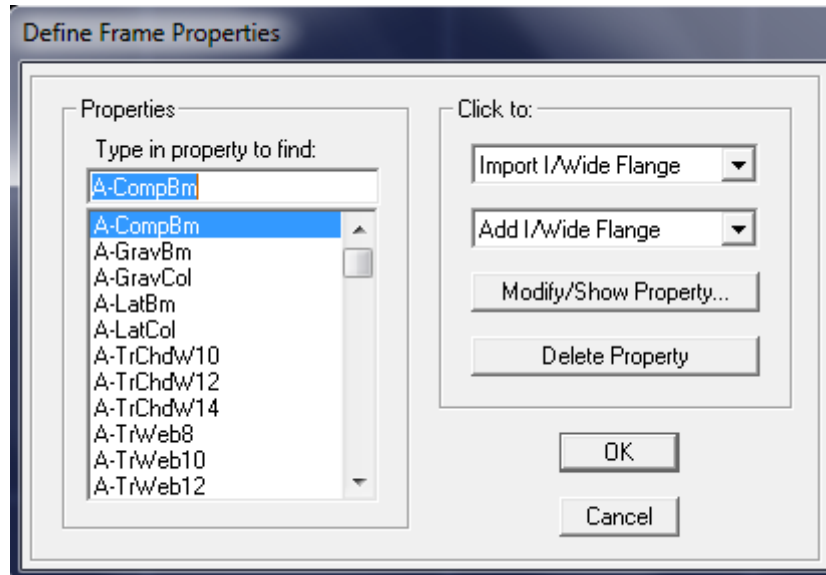 Define Frame Properties
Properties
Type in property to find:
A-CompBm
A-CompBm
A-GravBm
A-GravCol
A-LatBm
A-LatCol
A-TrChdW10
A-TrChdW12
A-TrChdW14
A-TrWeb8
A-TrWeb10
A-TrWeb12
Click to:
Import I/Wide Flange
Add I/Wide Flange
Modify/Show Property...
Delete Property
OK
Cancel